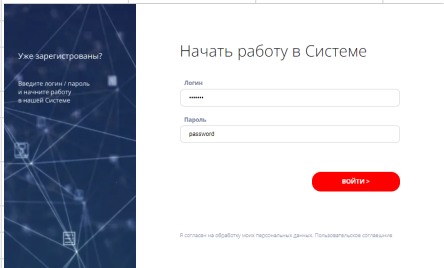 Уже зарегистрированы?
Введите логин / пароль
и начните работу
в нашей Системе
Начать работу в Системе
Логин
•••••••
Пароль
password
ВОЙТИ >
Я согласен на обработку моих персональных данных. Пользовательское соглашение